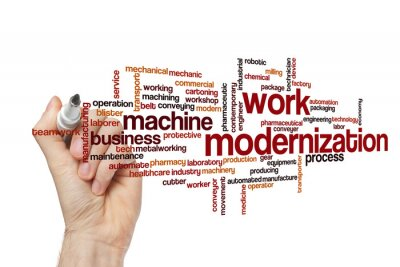 robotic
milling
industrial
device
technician
chemical
factory
package
mechanical mechanic
commercial
cartoning
working
machining
workshop
transport
service
pharmaceutic
contemporary
engineer
work
automation
packaging
operation
belt conveying modern
blister
laborer
machine
pharmaceutical
engineering technology
conveyer
labor
economy
teamwork
manufacturing
business
protective
modernization
tech metalworking
maintenance
process
automate pharmacy laboratory production
gear
equipment
transporter
healthcare industry machinery
producing
cutter
worker
conveyor
movement
automated manufacture
medicine
operator